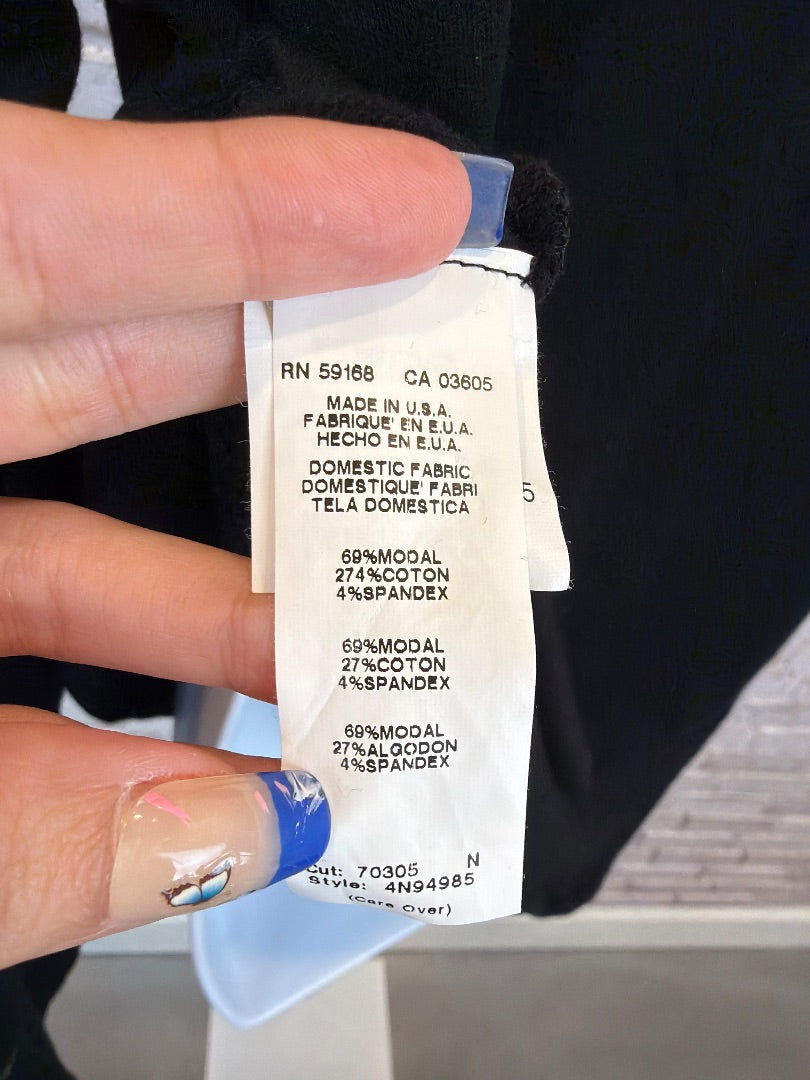 RN 59168 CA 03605
MADE IN U.S.A.
FABRIQUE' EN E.U.A.
HECHO EN E.U.A.
DOMESTIC FABRIC
DOMESTIQUE' FABRI
TELA DOMESTICA
5
69%MODAL
274%COTON
4%SPANDEX
69%MODAL
27%COTON
4%SPANDEX
69%MODAL
27%ALGODON
4%SPANDEX
Cut: 70305 N
Style: 4N94985
(Care Over)